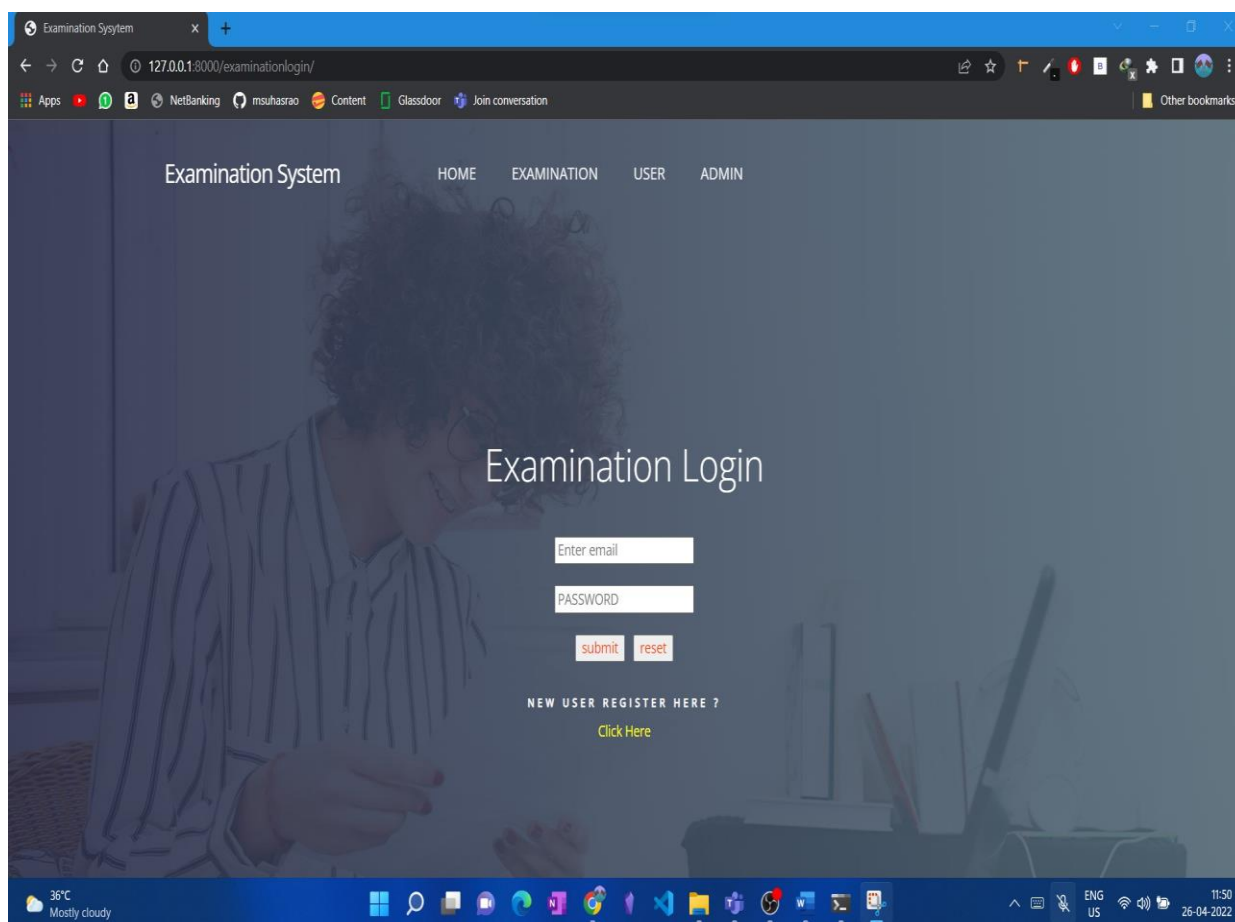 Examination Sysytem
127.0.0.1:8000/examinationlogin/
Apps NetBanking msuhasrao Content Glassdoor Join conversation Other bookmarks
Examination System HOME EXAMINATION USER ADMIN
Examination Login
Enter email
PASSWORD
submit reset
NEW USER REGISTER HERE ?
Click Here
36°C ENG 11:50
Mostly cloudy US 26-04-2022